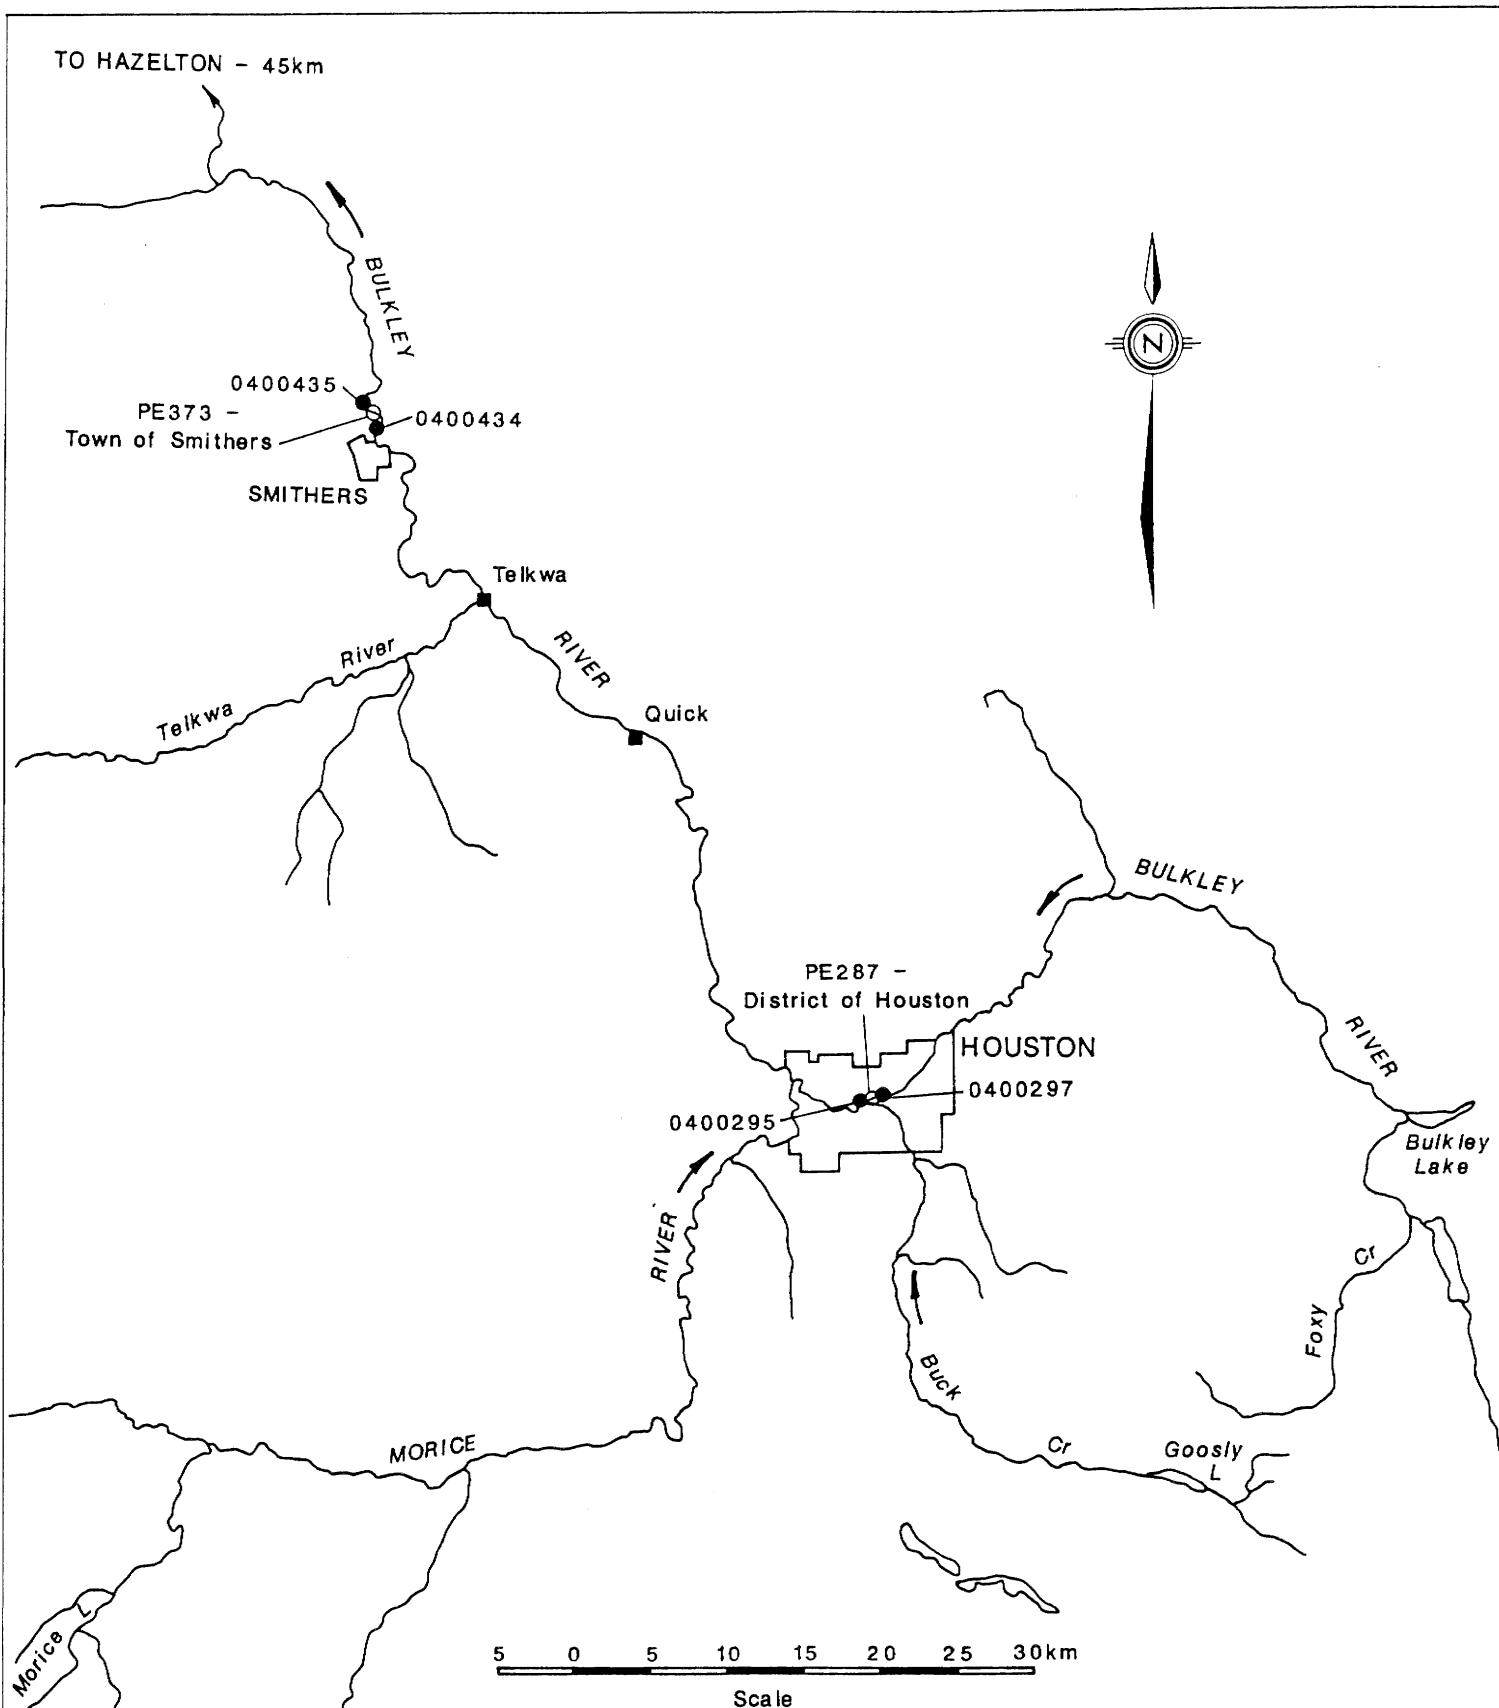 TO HAZELTON - 45km
BULKLEY
0400435
PE373 -
Town of Smithers
0400434
SMITHERS
Telkwa
RIVER
Telkwa River
Quick
N
BULKLEY
RIVER
PE287 -
District of Houston
HOUSTON
0400297
0400295
Bulkley
Lake
RIVER
Foxy Cr
Buck Cr
MORICE
Goosly
L
Morice L
5 0 5 10 15 20 25 30km
Scale